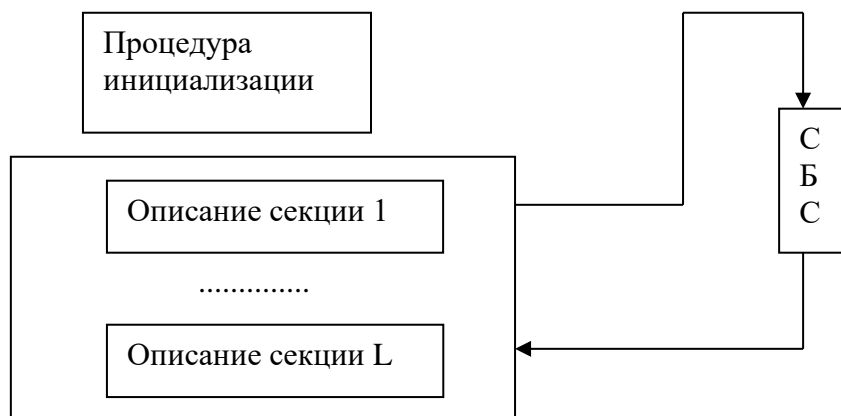 Процедура
инициализации
С
Б
С
Описание секции 1
..............
Описание секции L